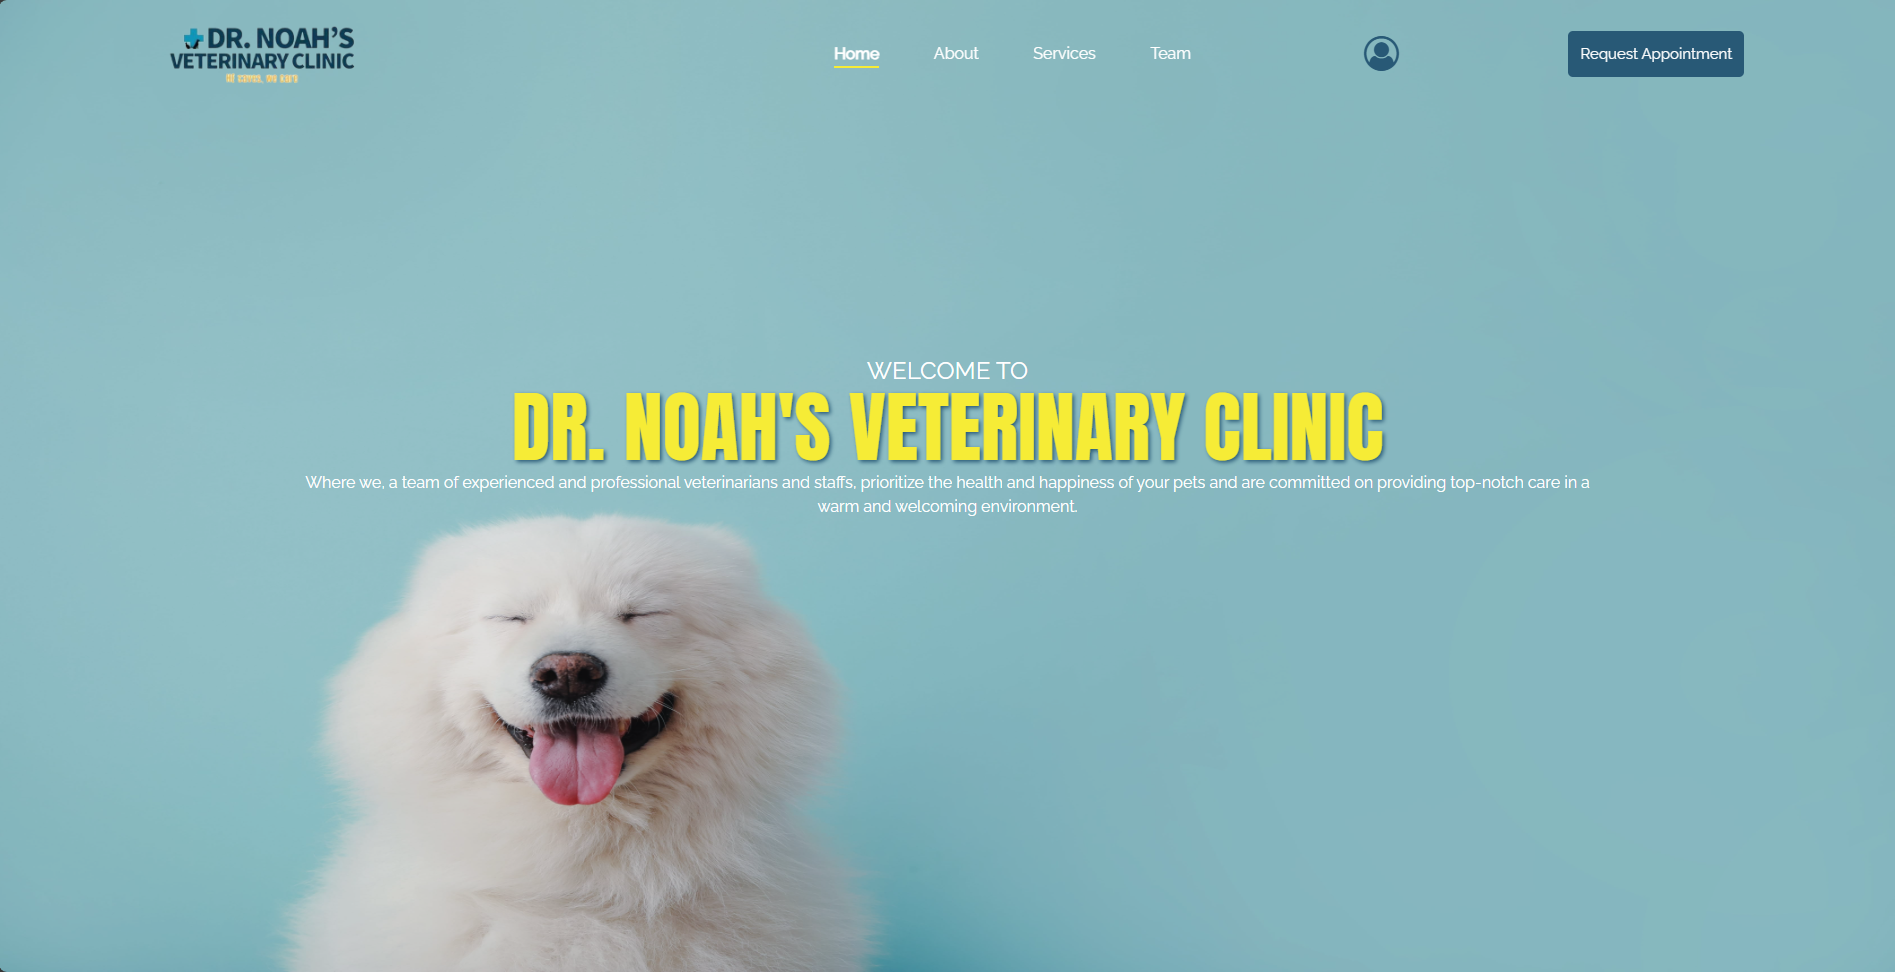 DR. NOAH'S
VETERINARY CLINIC
Home
About
Services
Team
Request Appointment
WELCOME TO
DR. NOAH'S VETERINARY CLINIC
Where we, a team of experienced and professional veterinarians and staffs, prioritize the health and happiness of your pets and are committed on providing top-notch care in a
warm and welcoming environment.